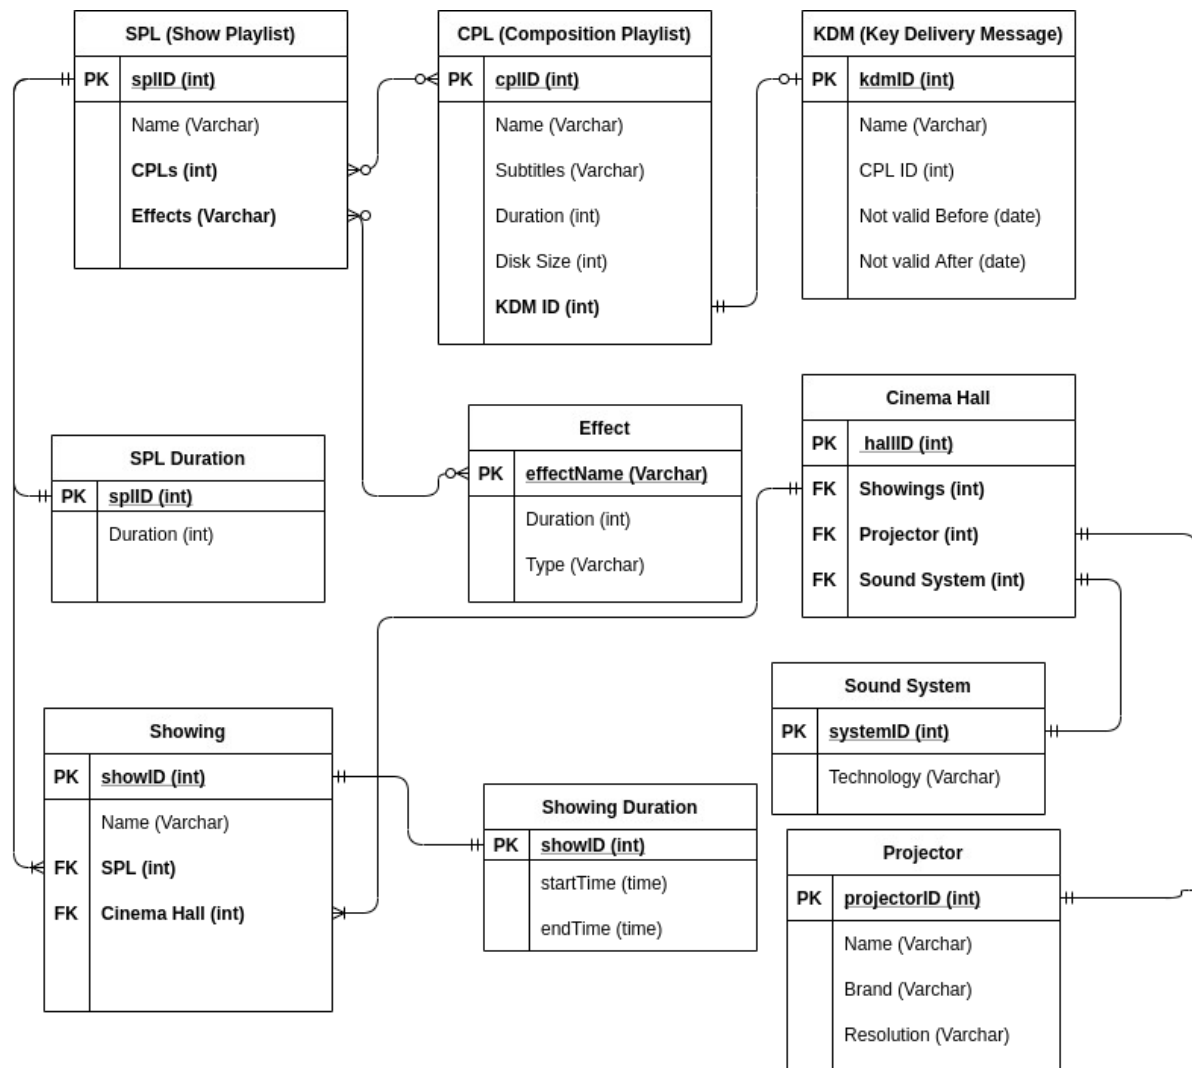 SPL (Show Playlist)
PK splID (int)
Name (Varchar)
CPLs (int)
Effects (Varchar)
CPL (Composition Playlist)
PK cplID (int)
Name (Varchar)
Subtitles (Varchar)
Duration (int)
Disk Size (int)
KDM ID (int)
KDM (Key Delivery Message)
PK kdmID (int)
Name (Varchar)
CPL ID (int)
Not valid Before (date)
Not valid After (date)
SPL Duration
PK splID (int)
Duration (int)
Effect
PK effectName (Varchar)
Duration (int)
Type (Varchar)
Cinema Hall
PK hallID (int)
FK Showings (int)
FK Projector (int)
FK Sound System (int)
Sound System
PK systemID (int)
Technology (Varchar)
Showing
PK showID (int)
Name (Varchar)
FK SPL (int)
FK Cinema Hall (int)
Showing Duration
PK showID (int)
startTime (time)
endTime (time)
Projector
PK projectorID (int)
Name (Varchar)
Brand (Varchar)
Resolution (Varchar)